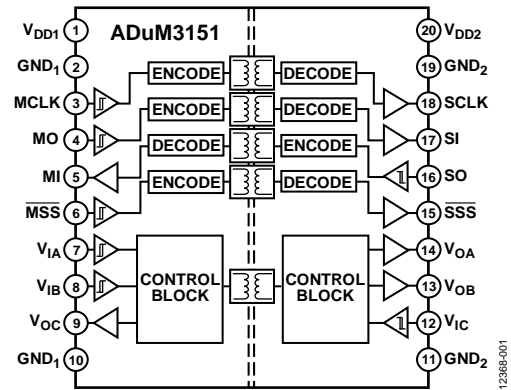 ADuM3151
VDD1 1
20 VDD2
GND1 2
19 GND2
MCLK 3
ENCODE
DECODE
18 SCLK
MO 4
ENCODE
DECODE
17 SI
MI 5
DECODE
ENCODE
16 SO
MSS 6
ENCODE
DECODE
15 SSS
VIA 7
14 VOA
VIB 8
CONTROL
BLOCK
CONTROL
BLOCK
13 VOB
VOC 9
12 VIC
GND1 10
11 GND2
12368-001